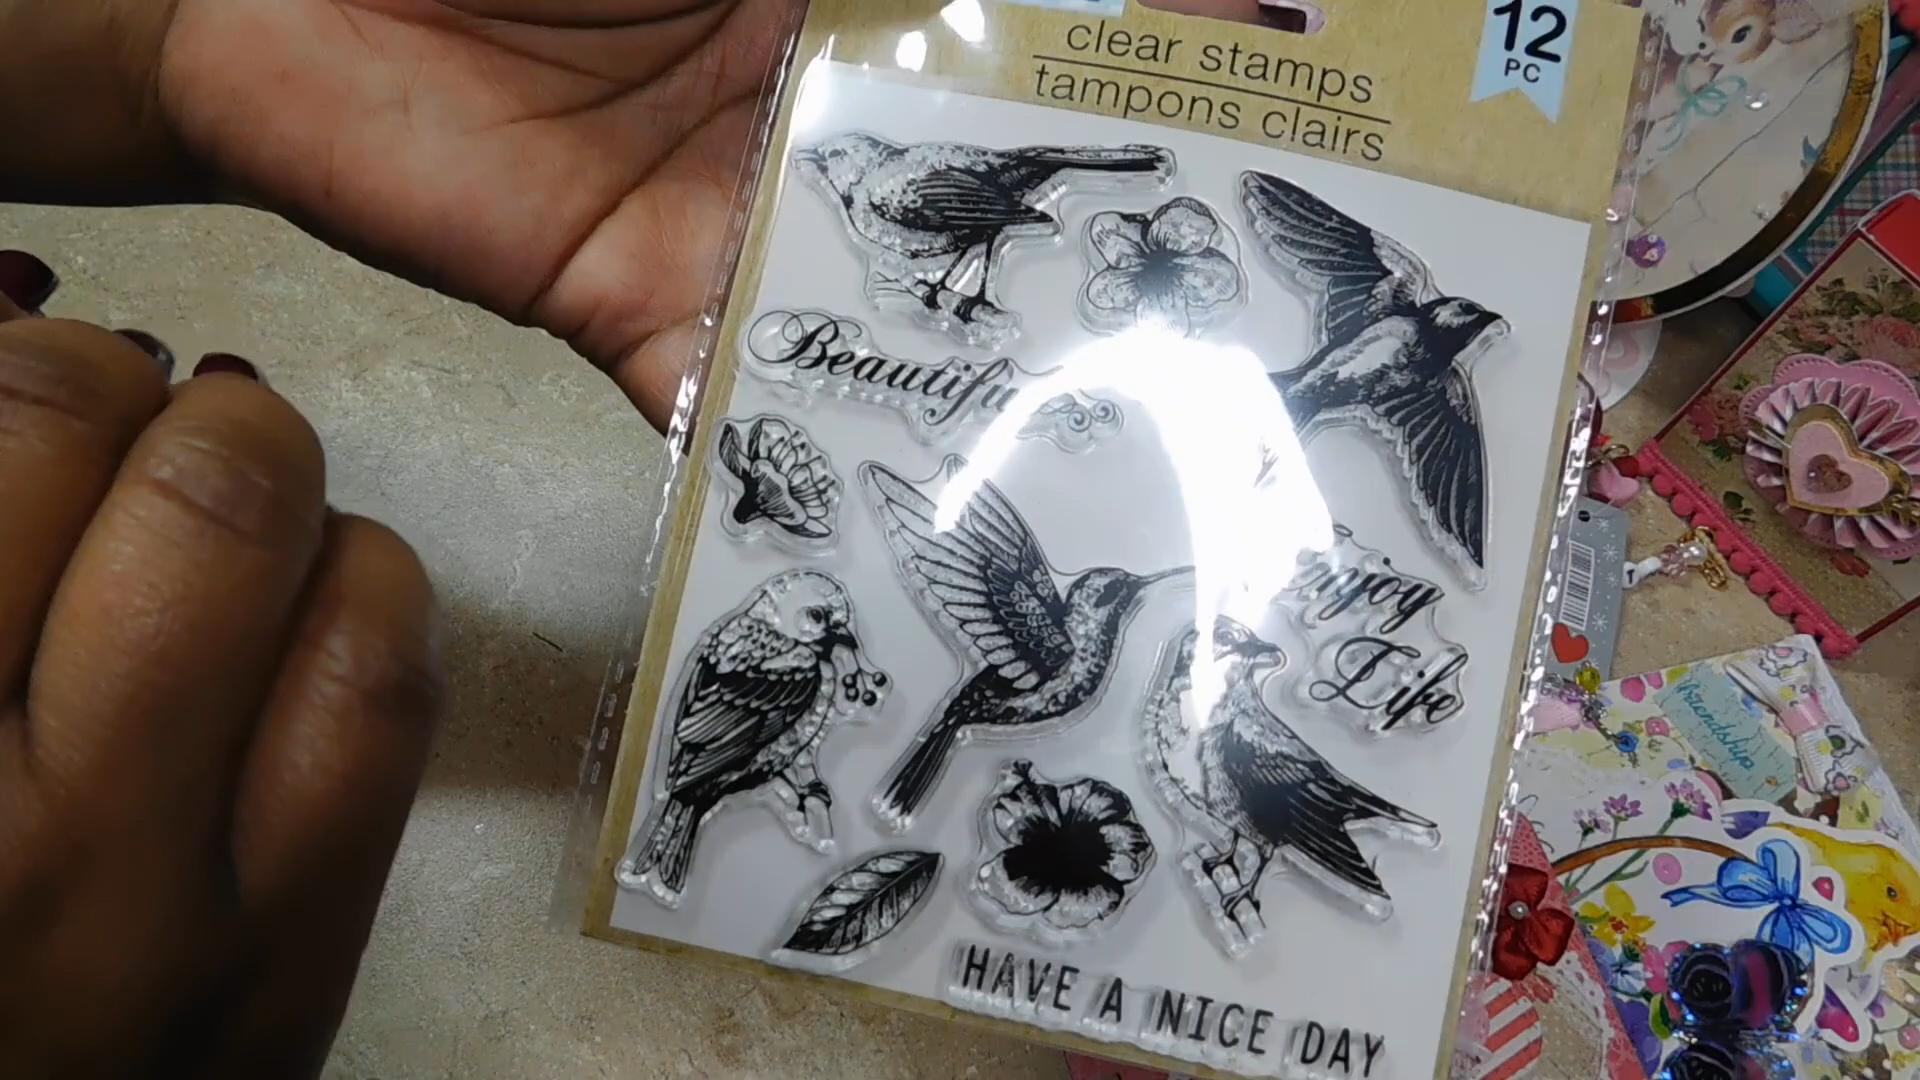 clear stamps
tampons clairs
12
PC
Beautiful
Enjoy
Life
HAVE A NICE DAY
friendship